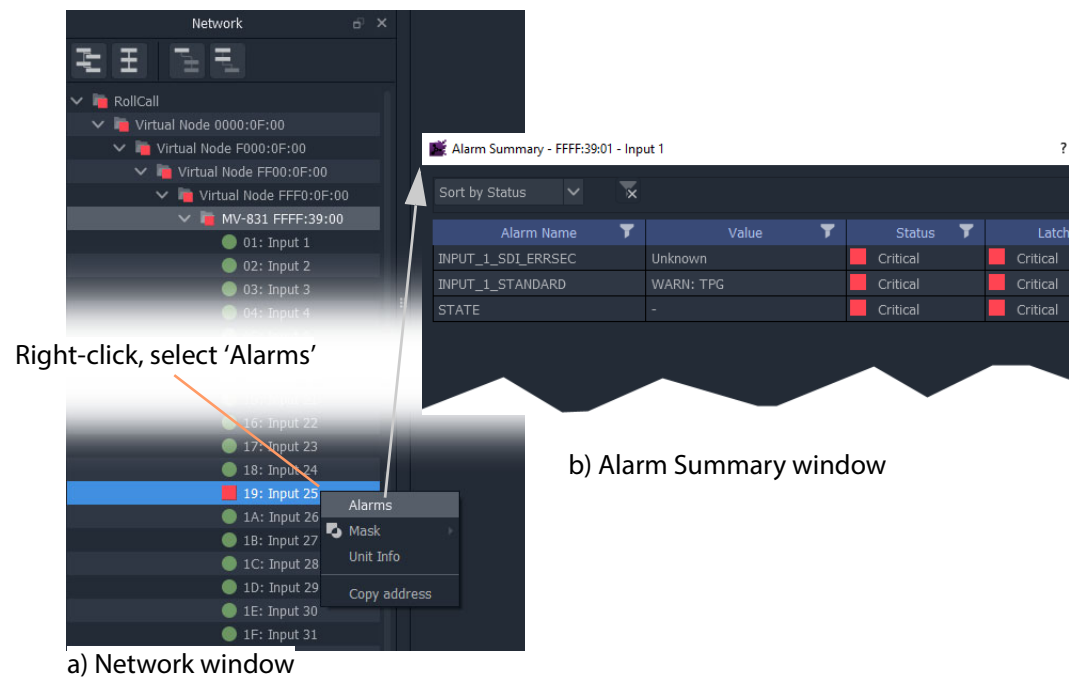 Network
RollCall
Virtual Node 0000:0F:00
Virtual Node F000:0F:00
Virtual Node FF00:0F:00
Virtual Node FFF0:0F:00
MV-831 FFFF:39:00
01: Input 1
02: Input 2
03: Input 3
04: Input 4
Right-click, select ‘Alarms’
16: Input 22
17: Input 23
18: Input 24
19: Input 25
1A: Input 26
1B: Input 27
1C: Input 28
1D: Input 29
1E: Input 30
1F: Input 31
Alarms
Mask
Unit Info
Copy address
a) Network window
Alarm Summary - FFFF:39:01 - Input 1 ?
Sort by Status
Alarm Name Value Status Latch
INPUT_1_SDI_ERRSEC Unknown Critical Critical
INPUT_1_STANDARD WARN: TPG Critical Critical
STATE - Critical Critical
b) Alarm Summary window